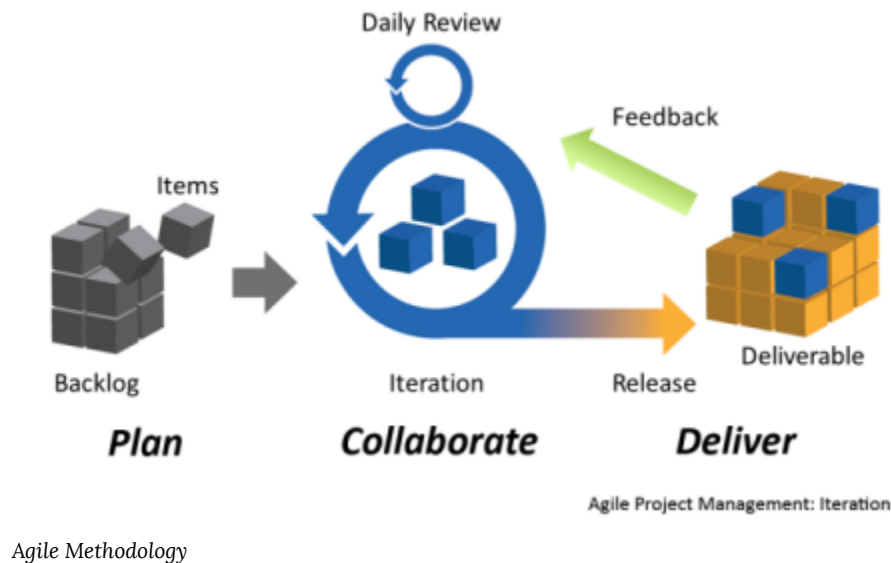 Daily Review
Feedback
Items
Deliverable
Backlog
Iteration
Release
Plan
Collaborate
Deliver
Agile Project Management: Iteration
Agile Methodology